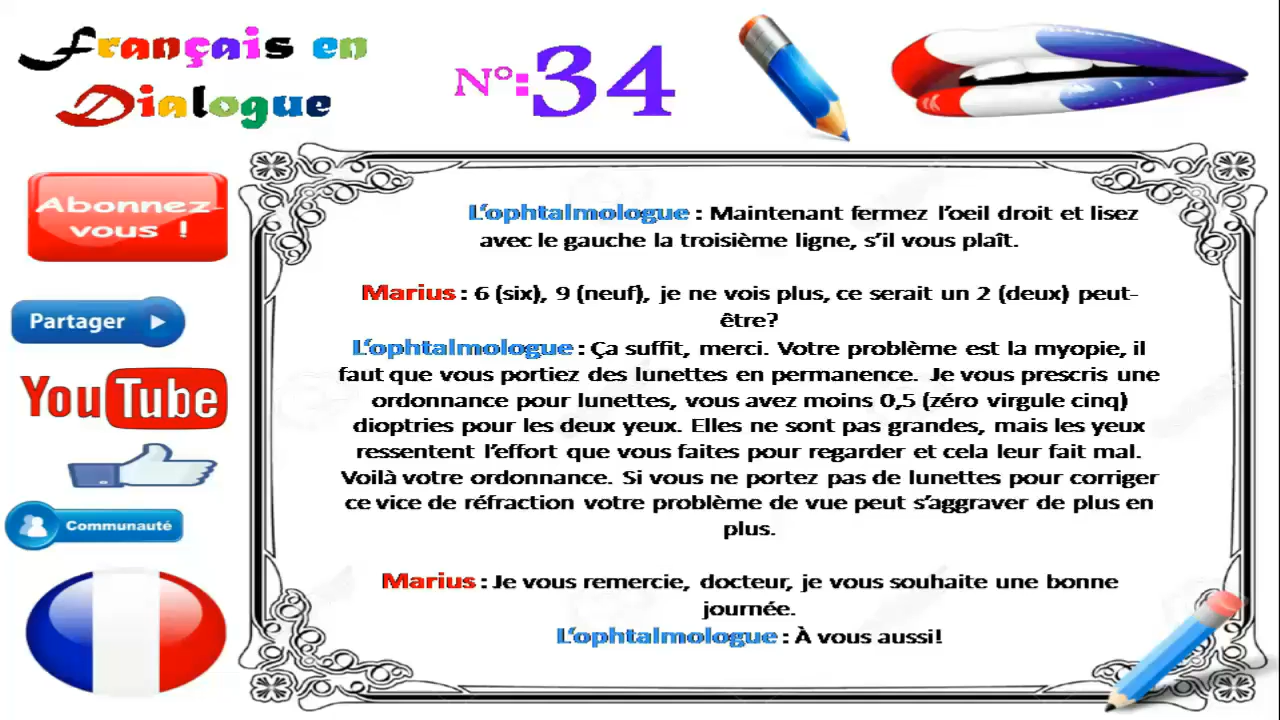 Français en
Dialogue
N°:34
Abonnez-
vous !
Partager
YouTube
Communauté
L'ophtalmologue : Maintenant fermez l'oeil droit et lisez
avec le gauche la troisième ligne, s'il vous plaît.
Marius : 6 (six), 9 (neuf), je ne vois plus, ce serait un 2 (deux) peut-
être?
L'ophtalmologue : Ça suffit, merci. Votre problème est la myopie, il
faut que vous portiez des lunettes en permanence. Je vous prescris une
ordonnance pour lunettes, vous avez moins 0,5 (zéro virgule cinq)
dioptries pour les deux yeux. Elles ne sont pas grandes, mais les yeux
ressentent l'effort que vous faites pour regarder et cela leur fait mal.
Voilà votre ordonnance. Si vous ne portez pas de lunettes pour corriger
ce vice de réfraction votre problème de vue peut s'aggraver de plus en
plus.
Marius : Je vous remercie, docteur, je vous souhaite une bonne
journée.
L'ophtalmologue : À vous aussi!